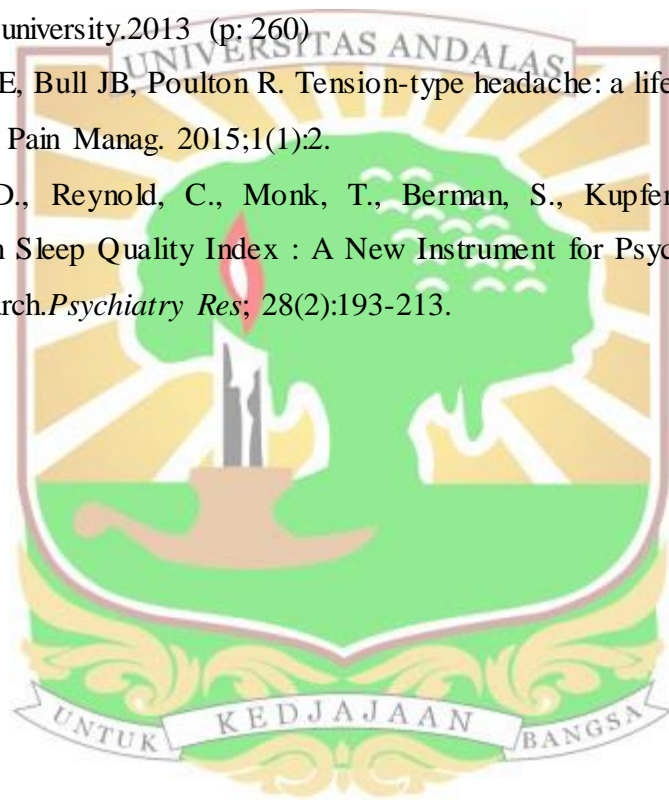 university.2013 (p: 260)
UNIVERSITAS ANDALAS
E, Bull JB, Poulton R. Tension-type headache: a life
Pain Manag. 2015;1(1):2.
D., Reynold, C., Monk, T., Berman, S., Kupfer
n Sleep Quality Index : A New Instrument for Psyc
rch.Psychiatry Res; 28(2):193-213.
UNTUK KEDJAJAAN BANGSA